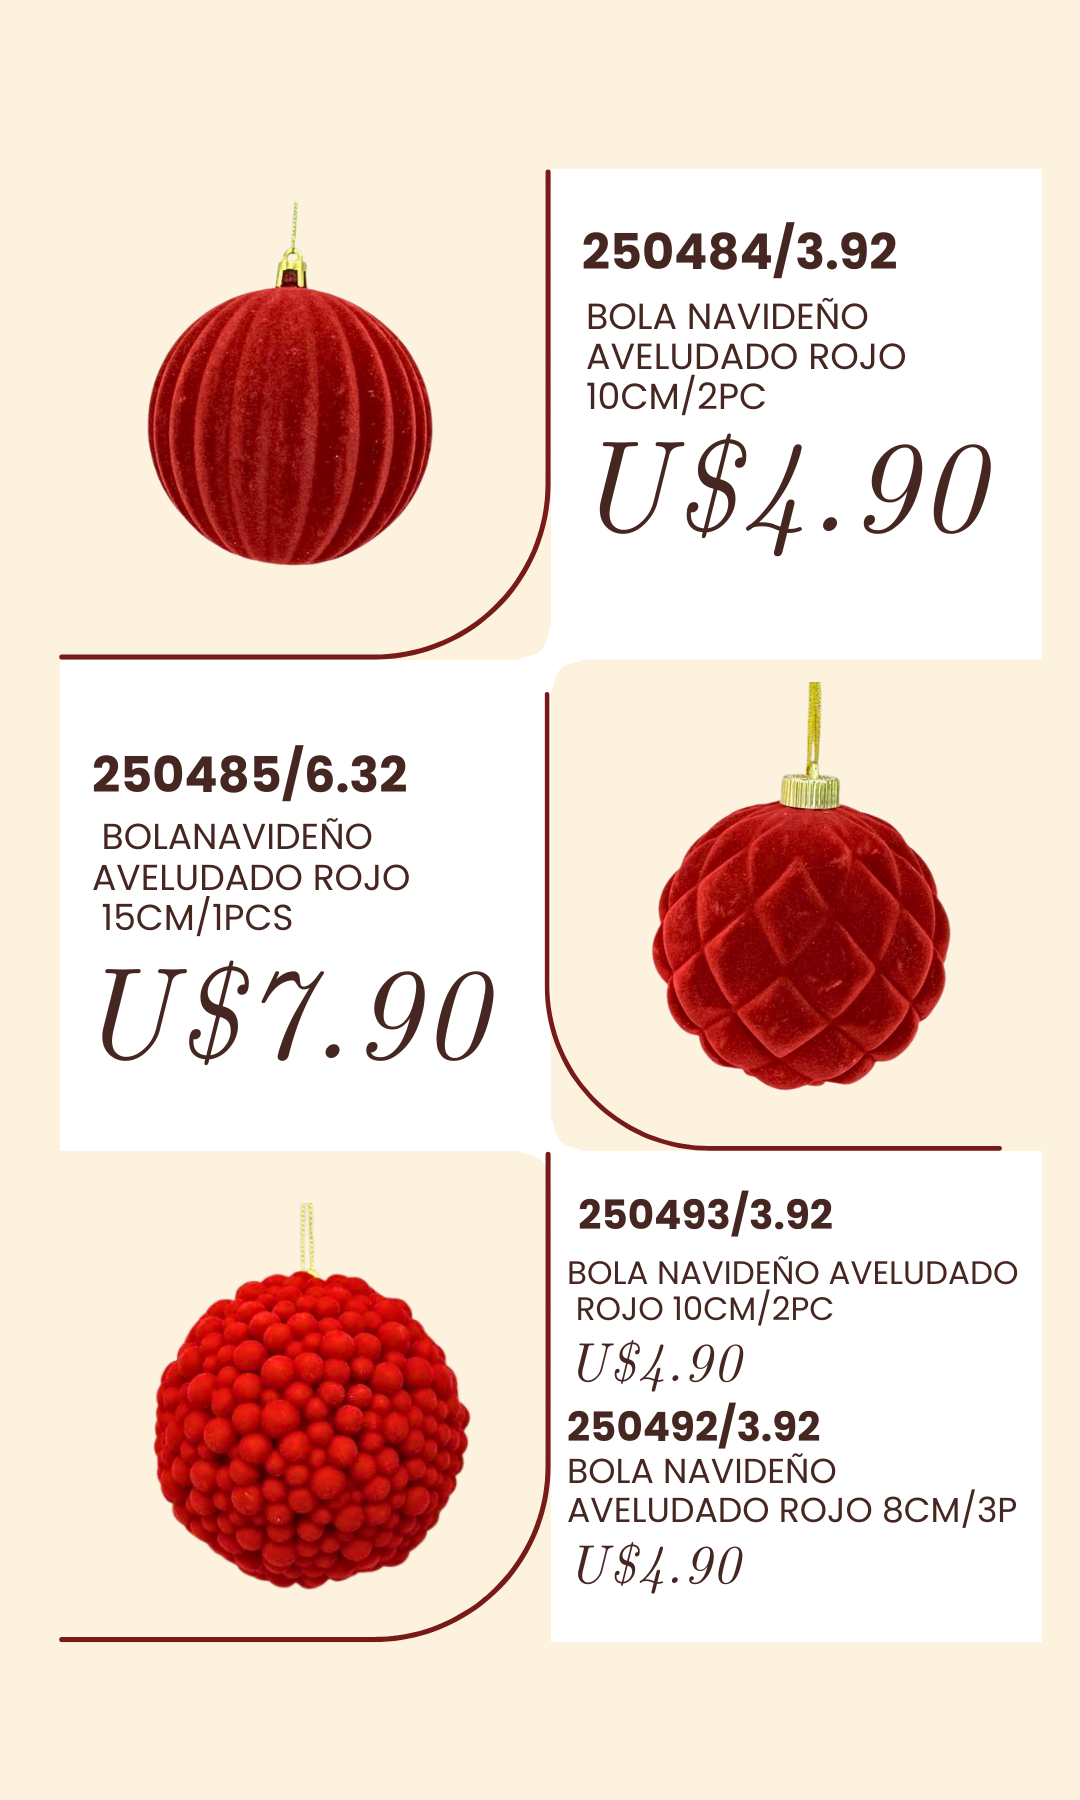 250484/3.92
BOLA NAVIDEÑO
AVELUDADO ROJO
10CM/2PC
U$4.90
250485/6.32
BOLANAVIDEÑO
AVELUDADO ROJO
15CM/1PCS
U$7.90
250493/3.92
BOLA NAVIDEÑO AVELUDADO
ROJO 10CM/2PC
U$4.90
250492/3.92
BOLA NAVIDEÑO
AVELUDADO ROJO 8CM/3P
U$4.90